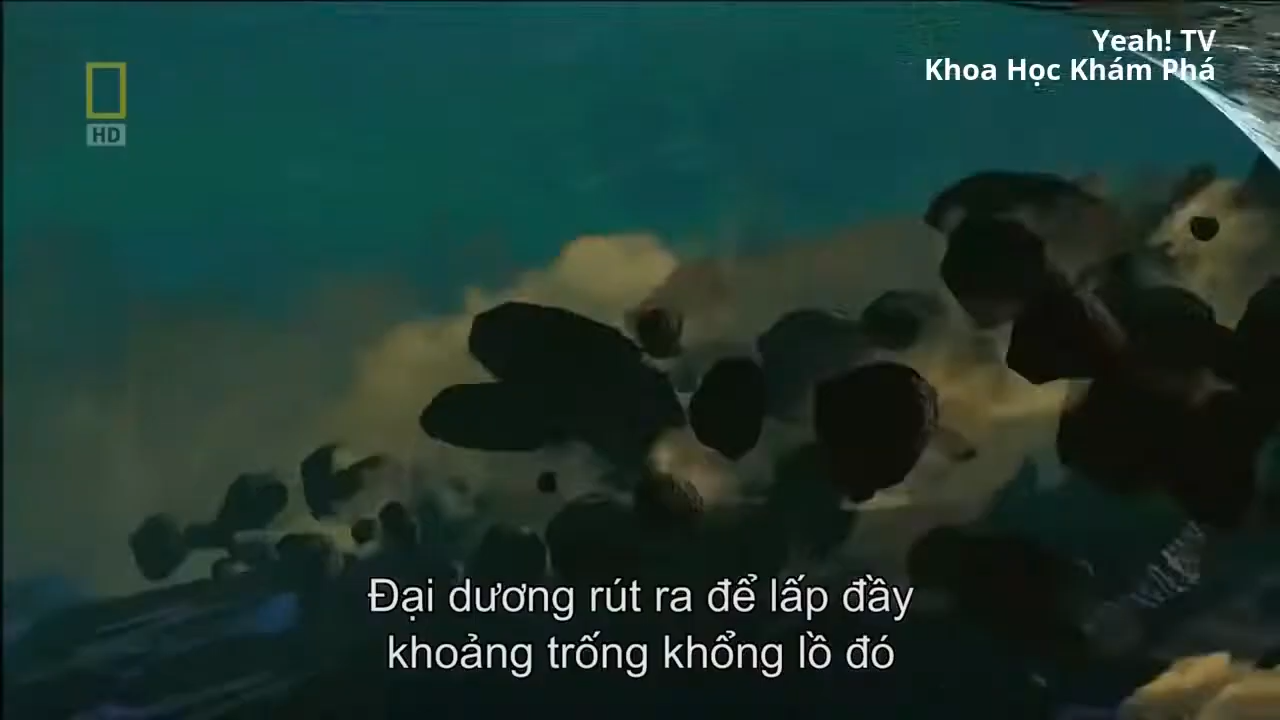 Yeah! TV
Khoa Học Khám Phá
HD
Đại dương rút ra để lấp đầy
khoảng trống khổng lồ đó